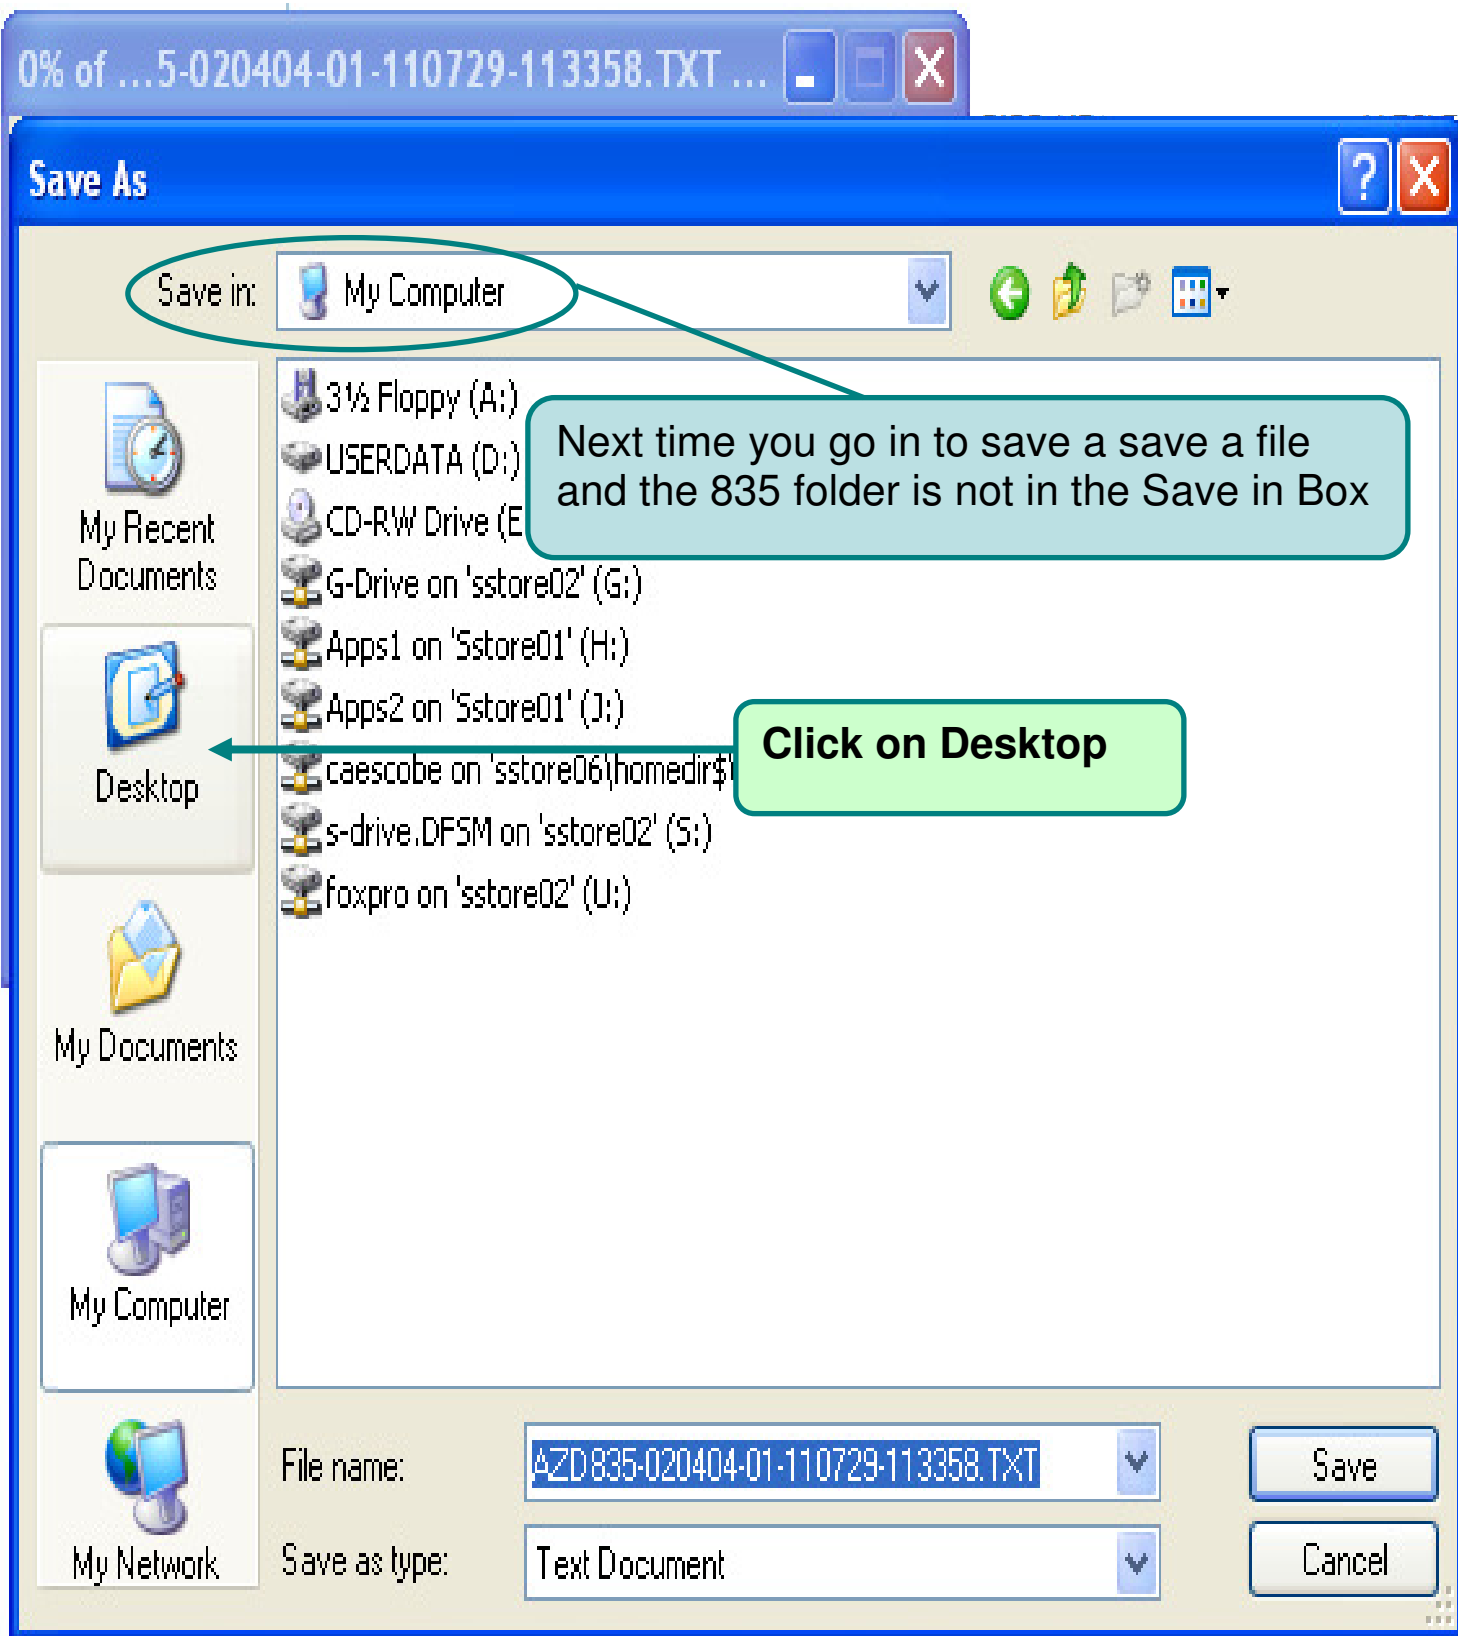 0% of ...5-020404-01-110729-113358.TXT ...
Save As
Save in:
My Computer
3½ Floppy (A:)
USERDATA (D:)
CD-RW Drive (E
G-Drive on 'sstore02' (G:)
Apps1 on 'Sstore01' (H:)
Apps2 on 'Sstore01' (J:)
caescobe on 'sstore06\homedir$\
s-drive.DFSM on 'sstore02' (S:)
foxpro on 'sstore02' (U:)
Next time you go in to save a save a file
and the 835 folder is not in the Save in Box
Click on Desktop
My Recent
Documents
Desktop
My Documents
My Computer
My Network
File name:
AZD835-020404-01-110729-113358.TXT
Save
Save as type:
Text Document
Cancel